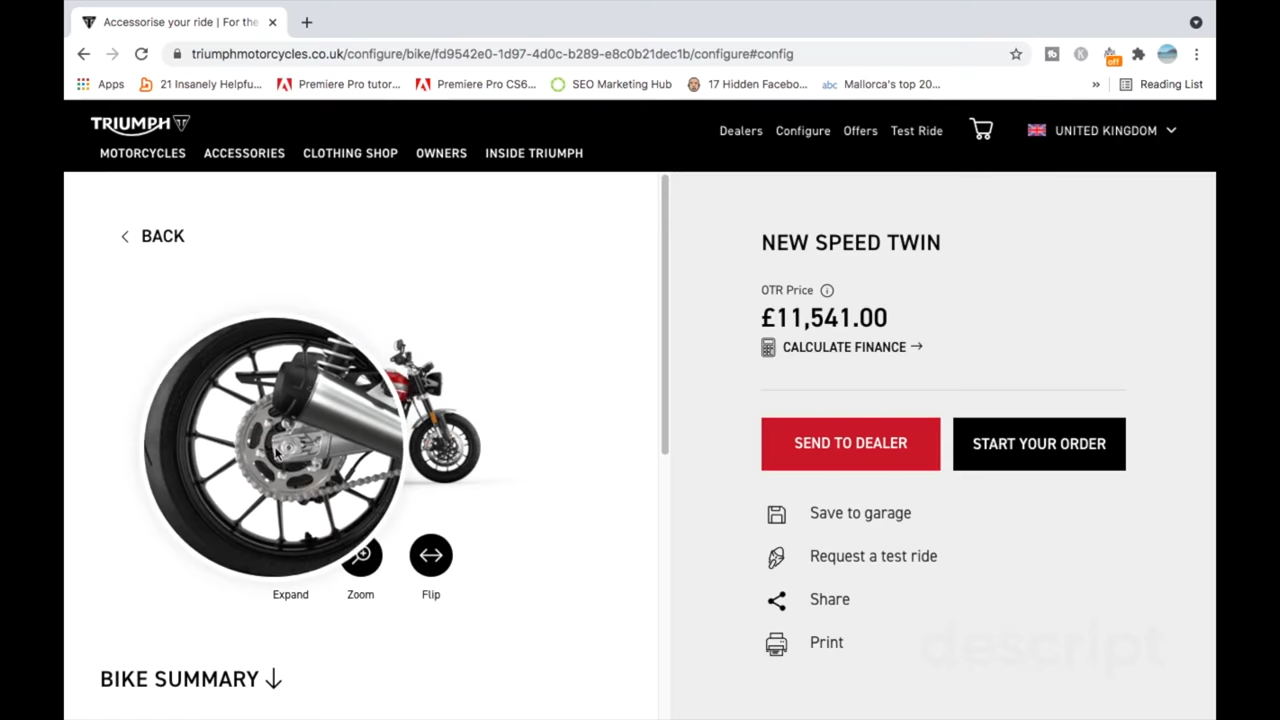 Accessorise your ride | For the
triumphmotorcycles.co.uk/configure/bike/fd9542e0-1d97-4d0c-b289-e8c0b21dec1b/configure#config
off
Apps
21 Insanely Helpfu...
Premiere Pro tutor...
Premiere Pro CS6...
SEO Marketing Hub
17 Hidden Facebo...
abc
Mallorca's top 20...
»
Reading List
TRIUMPH
Dealers
Configure
Offers
Test Ride
UNITED KINGDOM
MOTORCYCLES
ACCESSORIES
CLOTHING SHOP
OWNERS
INSIDE TRIUMPH
BACK
NEW SPEED TWIN
OTR Price
£11,541.00
CALCULATE FINANCE →
SEND TO DEALER
START YOUR ORDER
Save to garage
Request a test ride
Share
Print
Expand
Zoom
Flip
BIKE SUMMARY ↓
descript